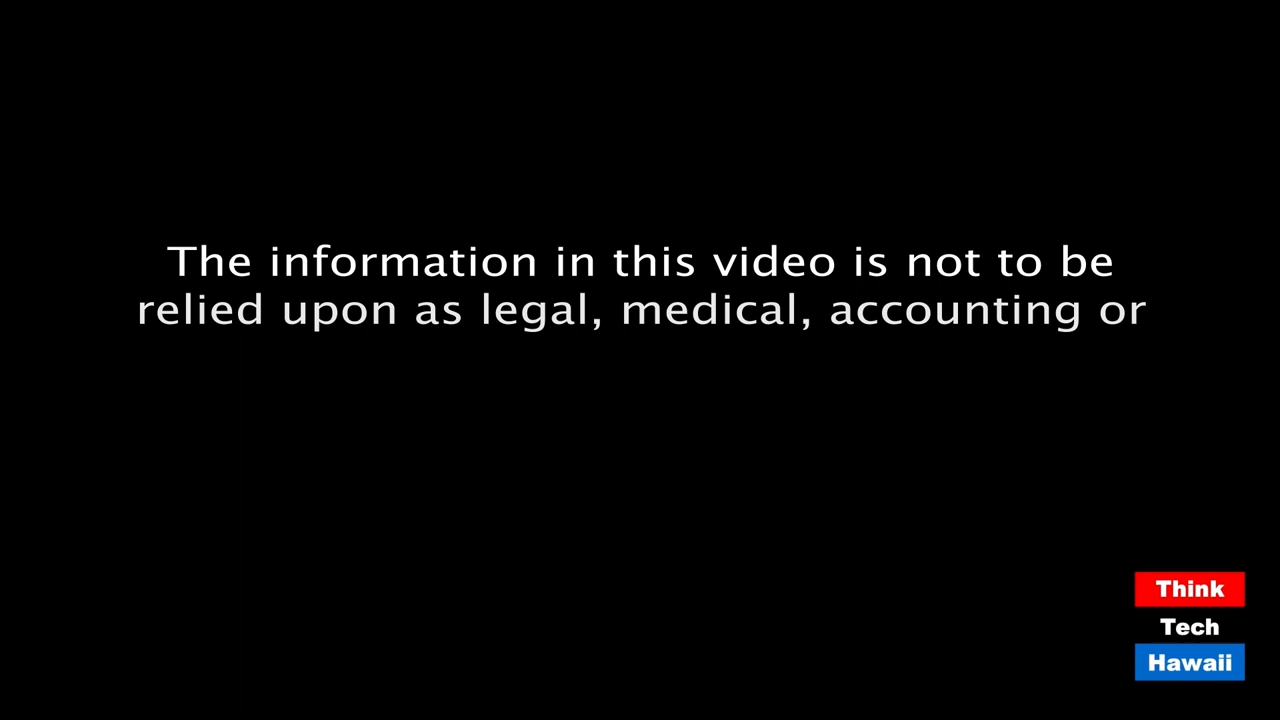 The information in this video is not to be
relied upon as legal, medical, accounting or
Think
Tech
Hawaii